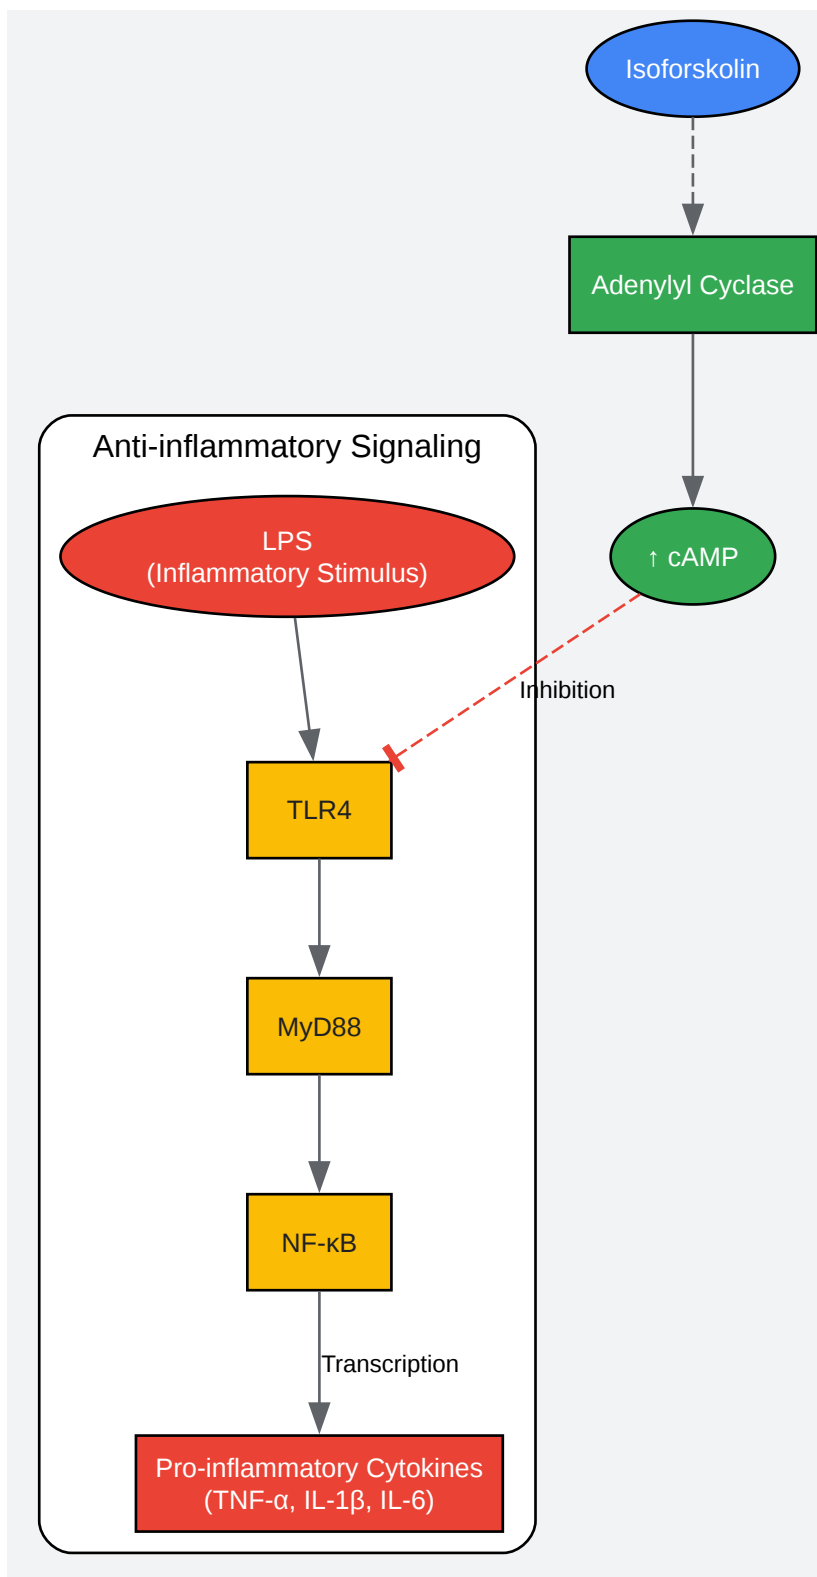 Isoforskolin
Adenylyl Cyclase
Anti-inflammatory Signaling
LPS
(Inflammatory Stimulus)
↑ cAMP
Inhibition
TLR4
MyD88
NF-κB
Transcription
Pro-inflammatory Cytokines
(TNF-α, IL-1β, IL-6)